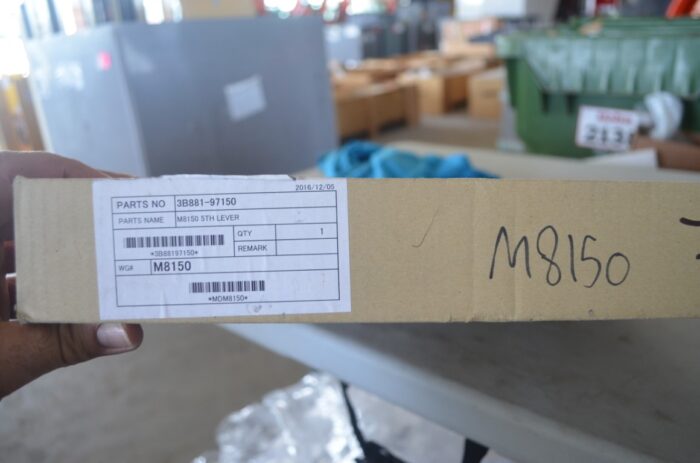 2016/12/05
PARTS NO 3B881-97150
PARTS NAME M8150 5TH LEVER
QTY 1
*3B88197150*
REMARK
WG# M8150
*MDM8150*
M8150
213